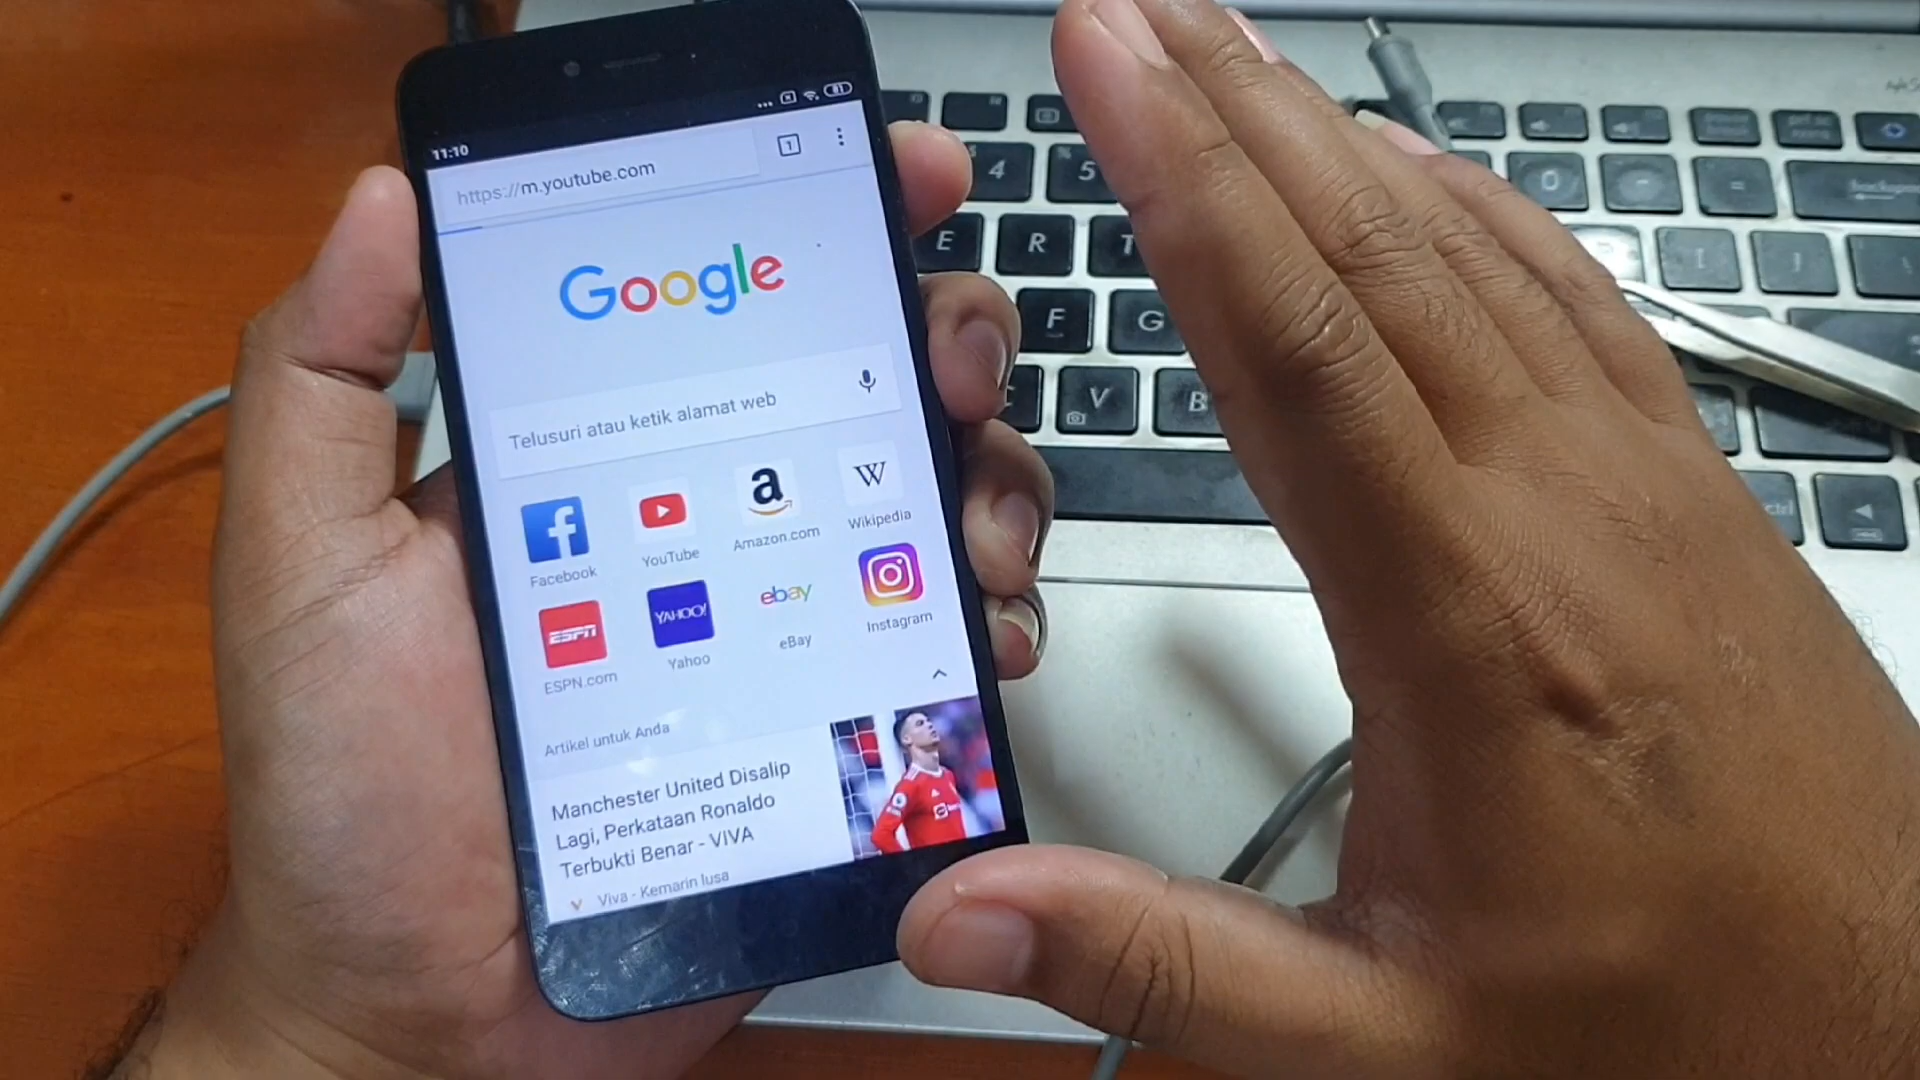 11:10
81
https://m.youtube.com
1
Google
Telusuri atau ketik alamat web
Facebook
YouTube
a
Amazon.com
W
Wikipedia
ESPN
ESPN.com
YAHOO!
Yahoo
ebay
eBay
Instagram
Artikel untuk Anda
Manchester United Disalip
Lagi, Perkataan Ronaldo
Terbukti Benar - VIVA
Viva - Kemarin lusa
4
5
E
R
T
F
G
C
V
B
0
-
=
backspace
[
]
ctrl